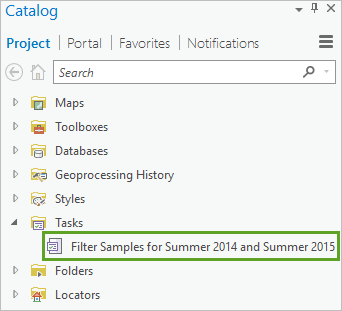 Catalog
Project Portal Favorites Notifications
Search
Maps
Toolboxes
Databases
Geoprocessing History
Styles
Tasks
Filter Samples for Summer 2014 and Summer 2015
Folders
Locators